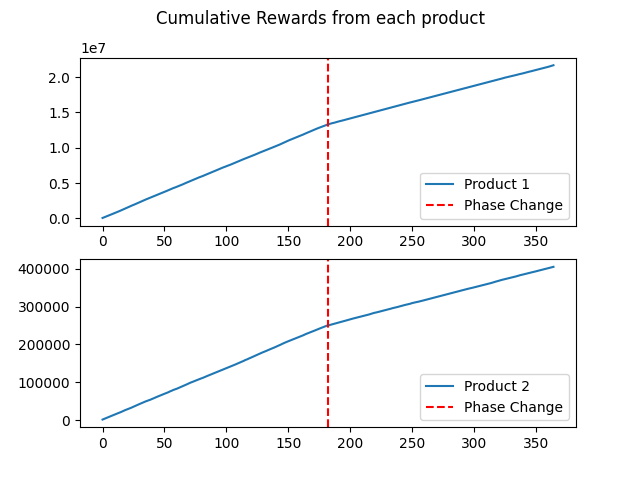 Cumulative Rewards from each product
1e7
2.0
1.5
1.0
0.5
0.0
Product 1
Phase Change
0 50 100 150 200 250 300 350
400000
300000
200000
100000
0
Product 2
Phase Change
0 50 100 150 200 250 300 350